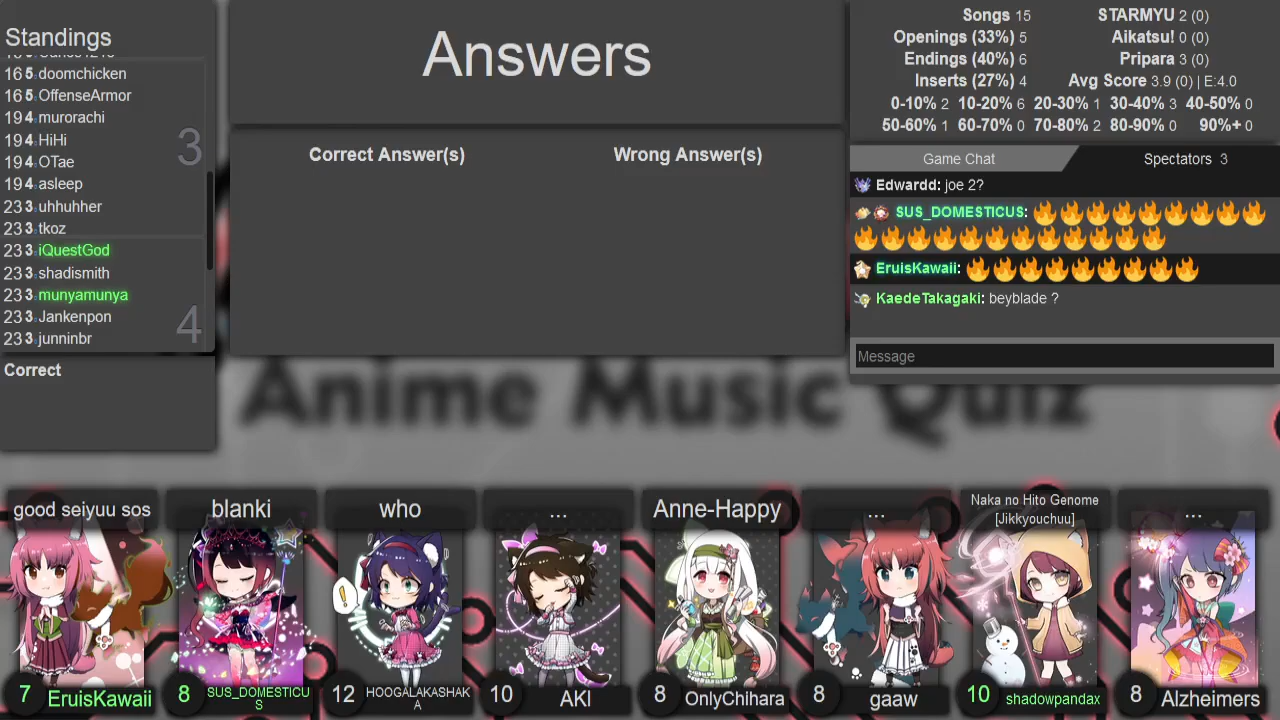 Standings
16 5 doomchicken
16 5 OffenseArmor
19 4 murorachi
19 4 HiHi
19 4 OTae
19 4 asleep
23 3 uhhuhher
23 3 tkoz
23 3 iQuestGod
23 3 shadismith
23 3 munyamunya
23 3 Jankenpon
23 3 junninbr
3
4
Correct
Answers
Correct Answer(s) Wrong Answer(s)
Songs 15 STARMYU 2 (0)
Openings (33%) 5 Aikatsu! 0 (0)
Endings (40%) 6 Pripara 3 (0)
Inserts (27%) 4 Avg Score 3.9 (0) | E:4.0
0-10% 2 10-20% 6 20-30% 1 30-40% 3 40-50% 0
50-60% 1 60-70% 0 70-80% 2 80-90% 0 90%+ 0
Game Chat Spectators 3
Edwardd: joe 2?
SUS_DOMESTICUS: 🔥🔥🔥🔥🔥🔥🔥🔥🔥
🔥🔥🔥🔥🔥🔥🔥🔥🔥🔥🔥🔥
EruisKawaii: 🔥🔥🔥🔥🔥🔥🔥🔥🔥
KaedeTakagaki: beyblade ?
Message
Anime Music Quiz
good seiyuu sos
blanki
who
...
Anne-Happy
...
Naka no Hito Genome
[Jikkyouchuu]
...
7 EruisKawaii
8 SUS_DOMESTICU
S
12 HOOGALAKASHAK
A
10 AKI
8 OnlyChihara
8 gaaw
10 shadowpandax
8 Alzheimers